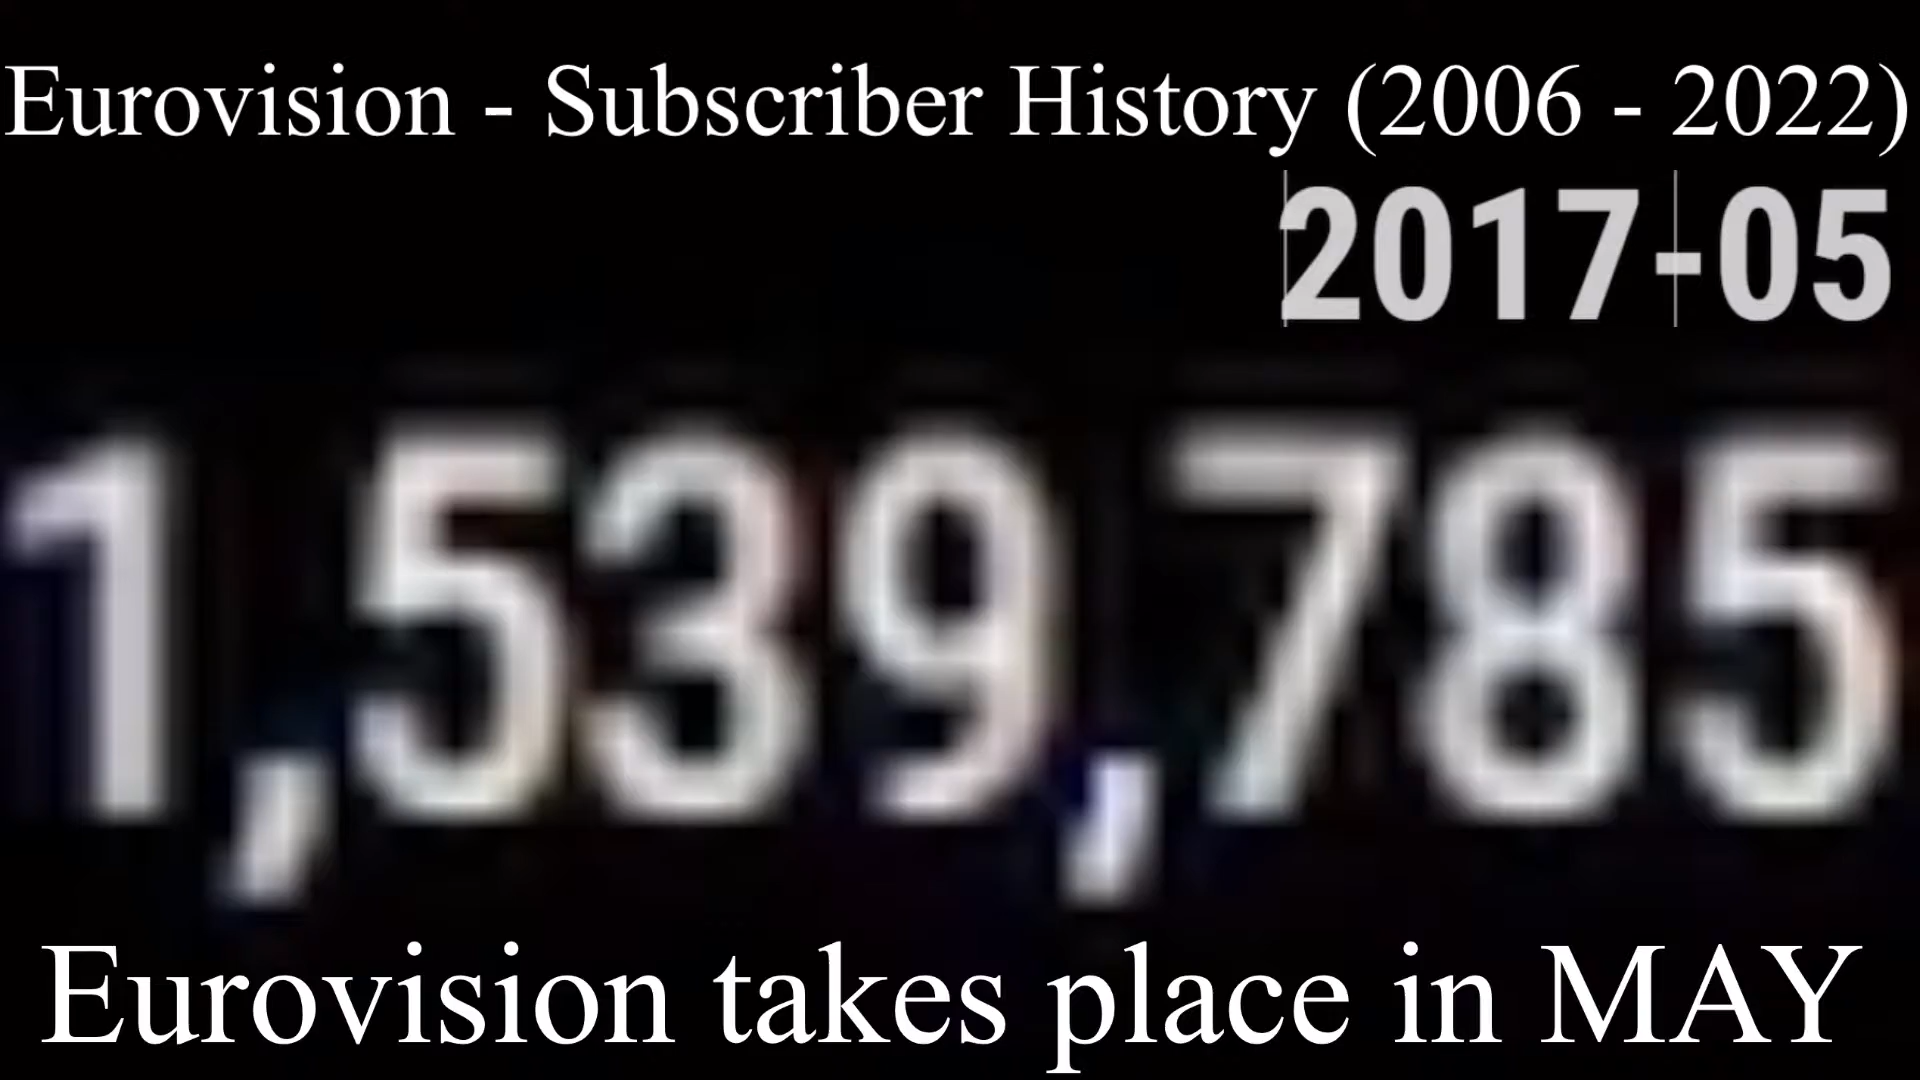 Eurovision - Subscriber History (2006 - 2022)
2017-05
1,539,785
Eurovision takes place in MAY